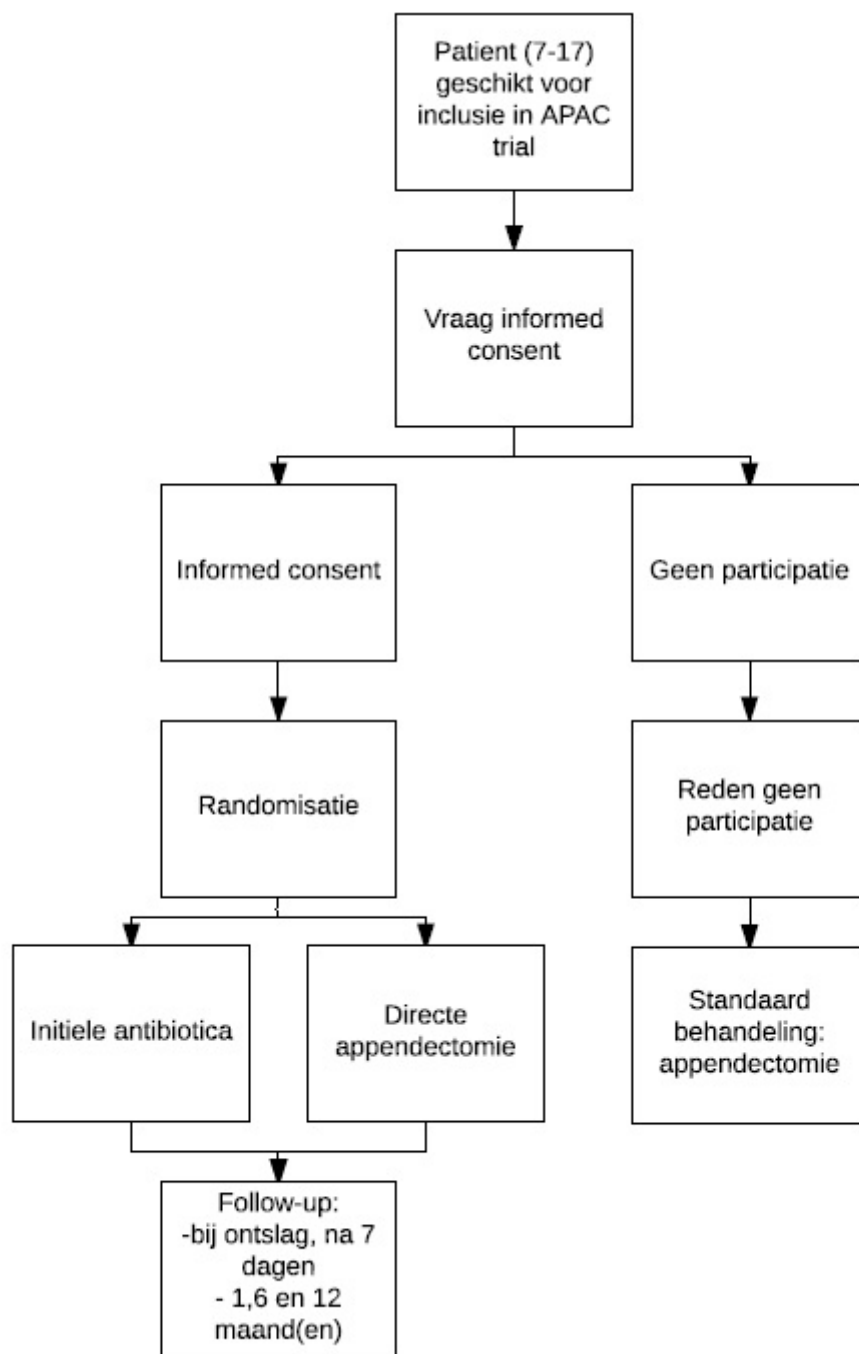 Patient (7-17)
geschikt voor
inclusie in APAC
trial
Vraag informed
consent
Informed consent
Geen participatie
Randomisatie
Reden geen
participatie
Initiele antibiotica
Directe
appendectomie
Standaard
behandeling:
appendectomie
Follow-up:
-bij ontslag, na 7
dagen
- 1,6 en 12
maand(en)